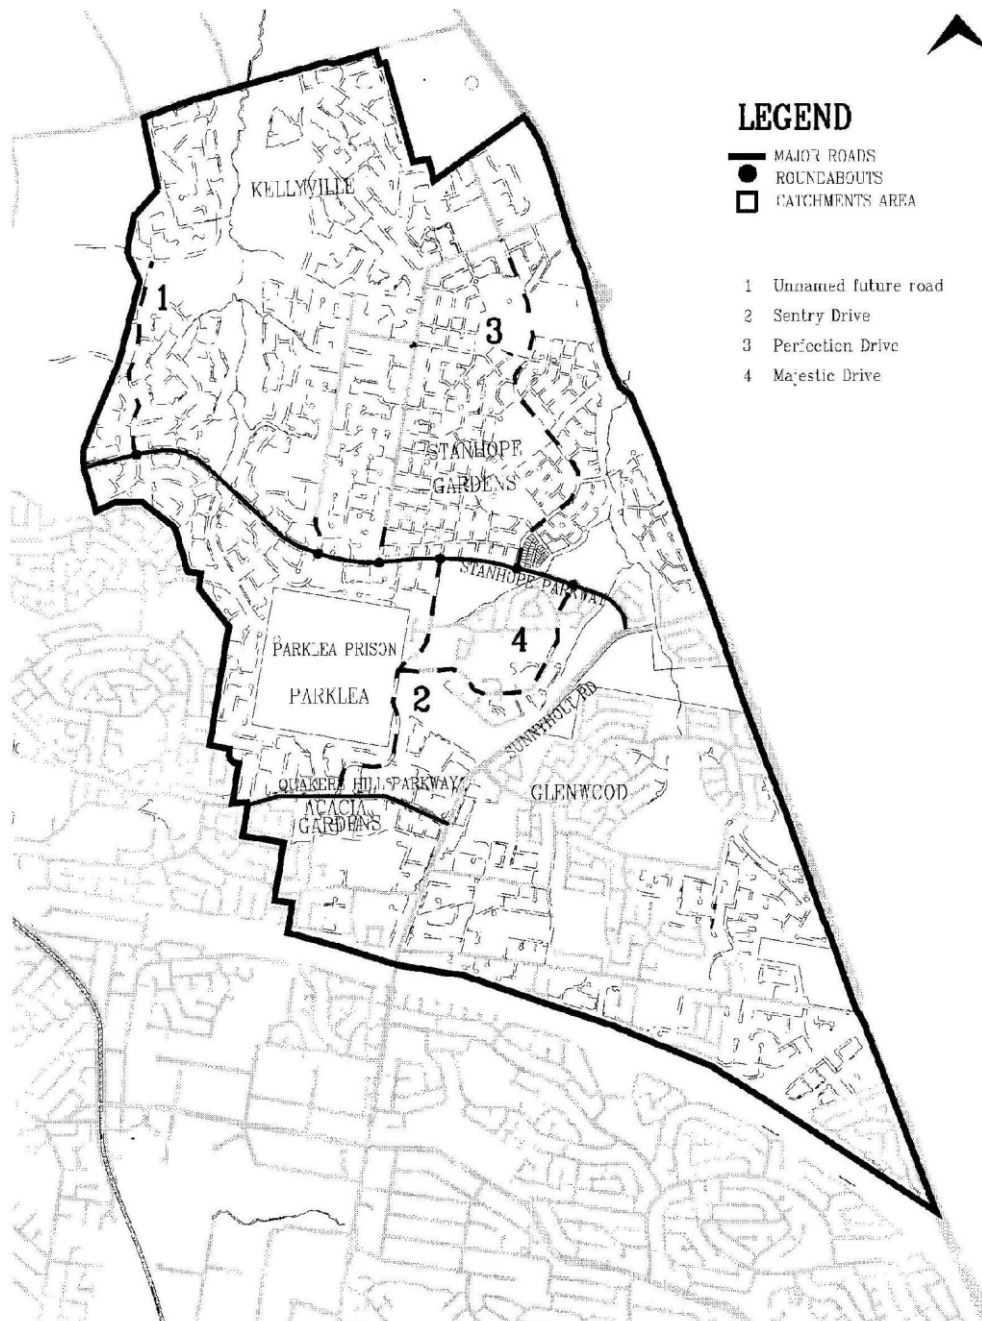 LEGEND
MAJOR ROADS
ROUNDABOUTS
CATCHMENTS AREA
1 Unnamed future road
2 Sentry Drive
3 Perfection Drive
4 Majestic Drive
KELLYVILLE
1
3
STANHOPE
GARDENS
STANHOPE PARKWAY
4
PARKLEA PRISON
PARKLEA
2
SUNNYHOLT RD
QUAKERS HILL PARKWAY
GLENWOOD
ACACIA
GARDENS